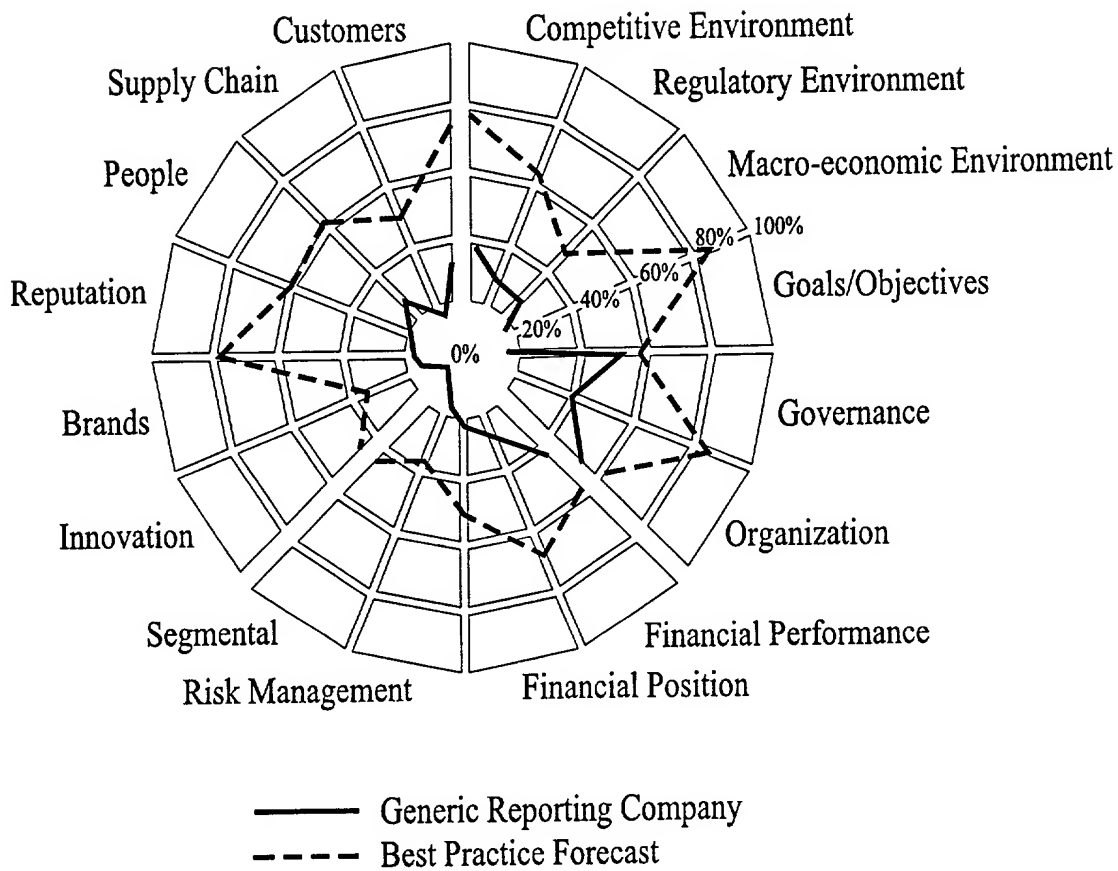 Customers
Competitive Environment
Supply Chain
Regulatory Environment
People
Macro-economic Environment
80%
100%
Reputation
60%
Goals/Objectives
40%
20%
0%
Brands
Governance
Innovation
Organization
Segmental
Financial Performance
Risk Management
Financial Position
Generic Reporting Company
Best Practice Forecast